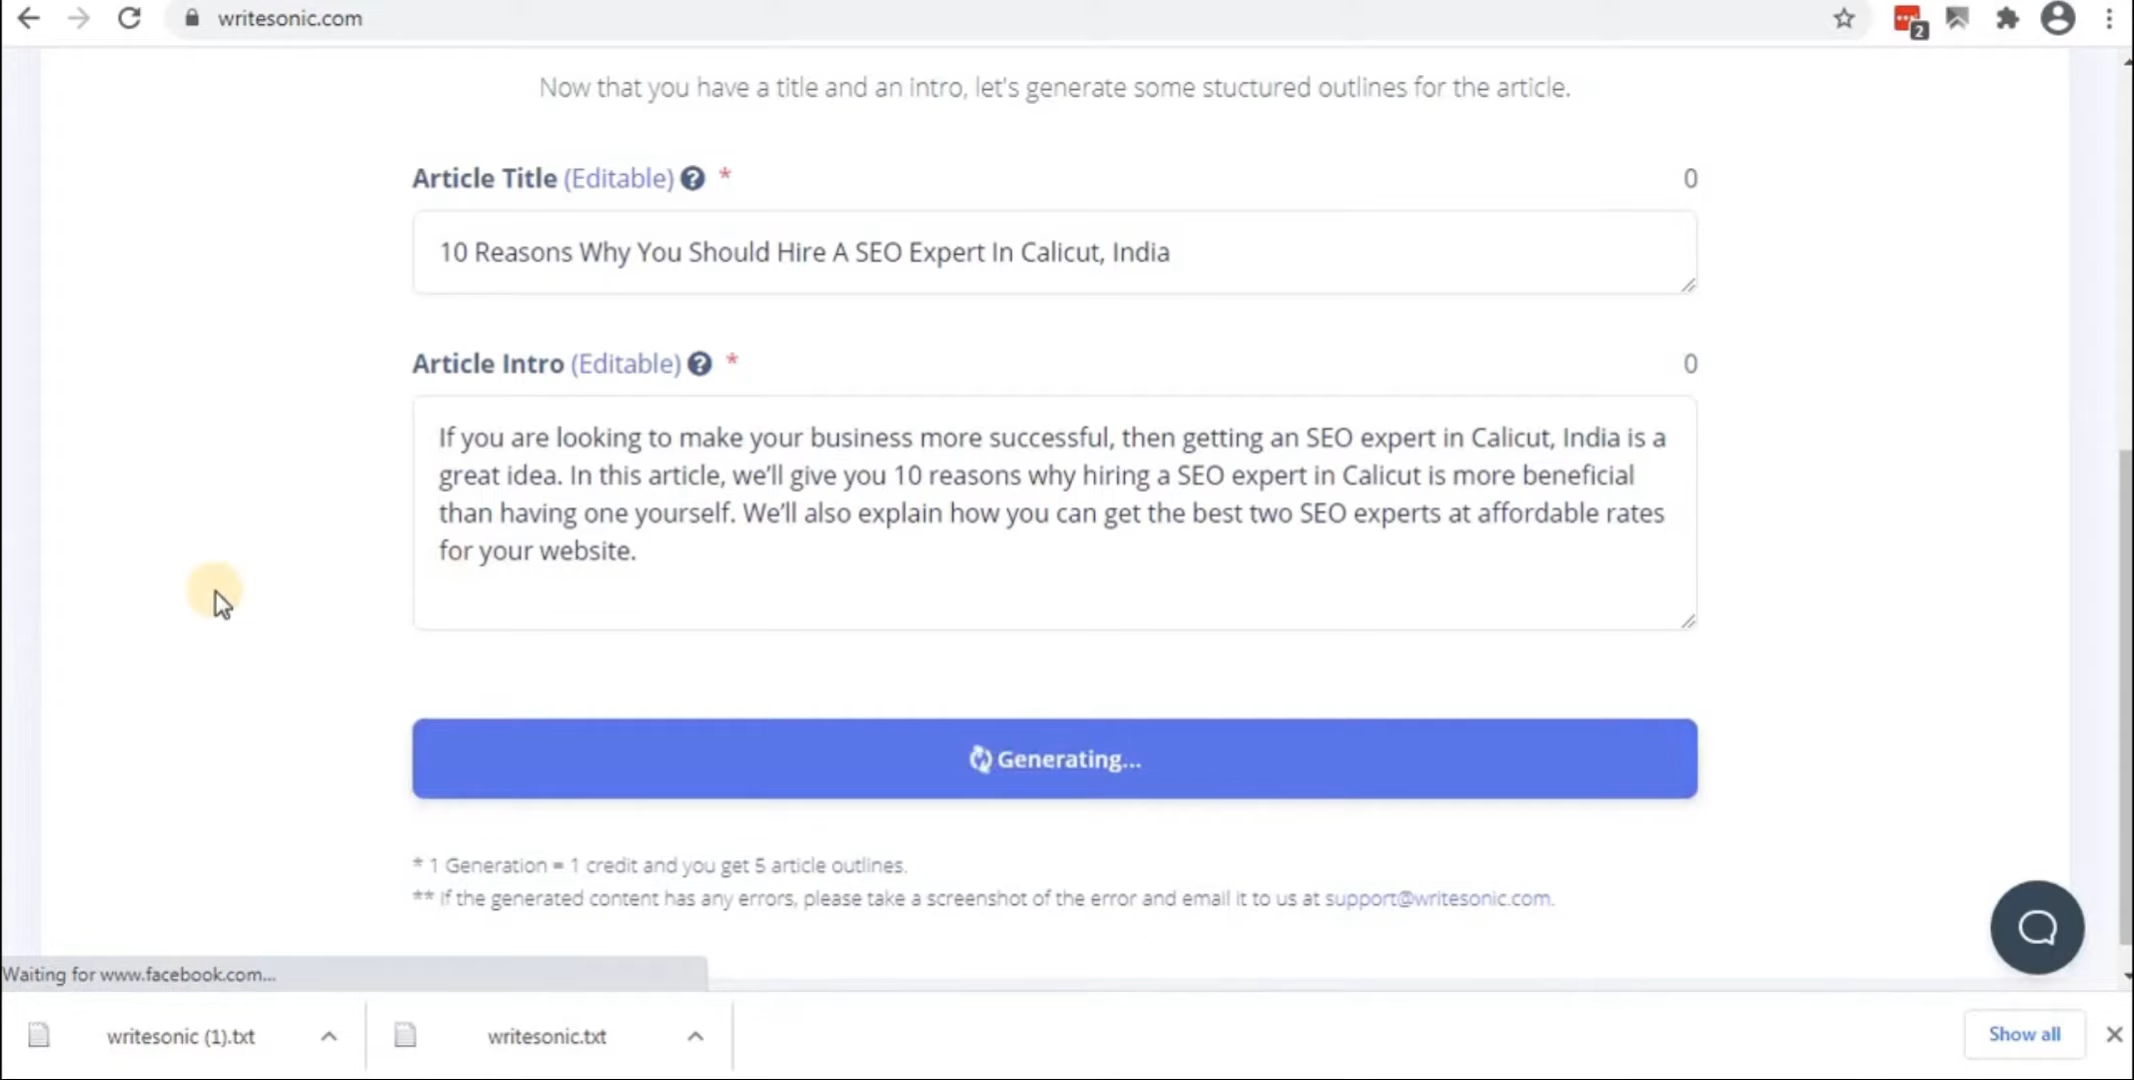 writesonic.com
2
Now that you have a title and an intro, let's generate some stuctured outlines for the article.
Article Title (Editable) ? * 0
10 Reasons Why You Should Hire A SEO Expert In Calicut, India
Article Intro (Editable) ? * 0
If you are looking to make your business more successful, then getting an SEO expert in Calicut, India is a
great idea. In this article, we'll give you 10 reasons why hiring a SEO expert in Calicut is more beneficial
than having one yourself. We'll also explain how you can get the best two SEO experts at affordable rates
for your website.
Generating...
* 1 Generation = 1 credit and you get 5 article outlines.
** If the generated content has any errors, please take a screenshot of the error and email it to us at support@writesonic.com.
Waiting for www.facebook.com...
writesonic (1).txt
writesonic.txt
Show all